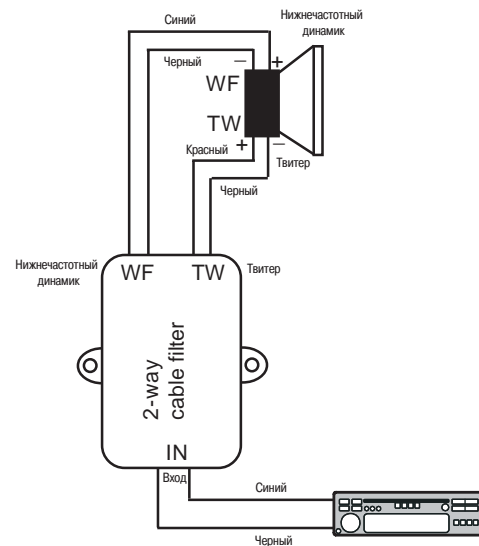 Синий
Нижнечастотный
динамик
Черный
− +
WF
TW
Красный
+ −
Твитер
Черный
Нижнечастотный
динамик
WF TW
Твитер
2-way
cable filter
IN
Вход
Синий
Черный